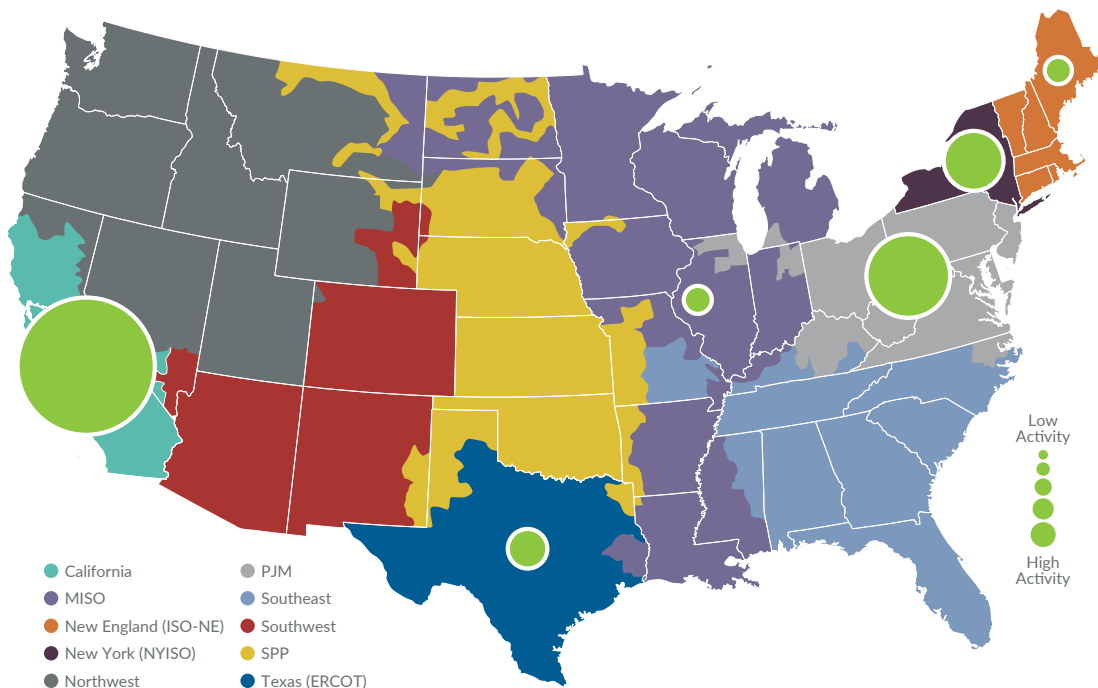 Low
Activity
High
Activity
California
MISO
New England (ISO-NE)
New York (NYISO)
Northwest
PJM
Southeast
Southwest
SPP
Texas (ERCOT)